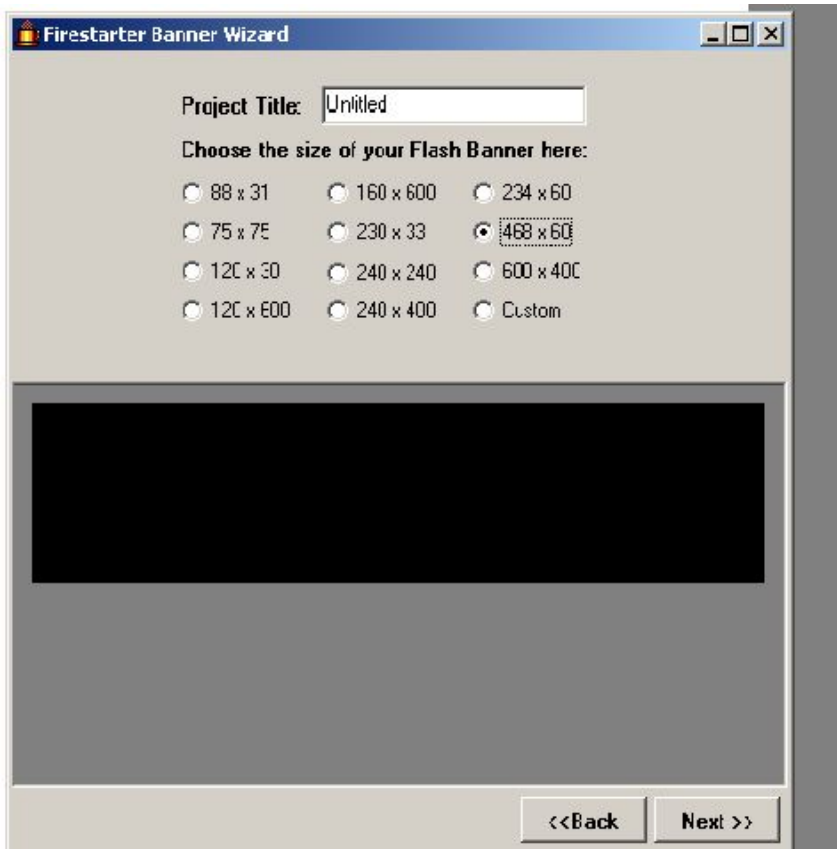 Firestarter Banner Wizard
Project Title: Untitled
Choose the size of your Flash Banner here:
88 x 31 160 x 600 234 x 60
75 x 75 230 x 33 468 x 60
120 x 30 240 x 240 600 x 400
120 x 600 240 x 400 Custom
<<Back Next >>